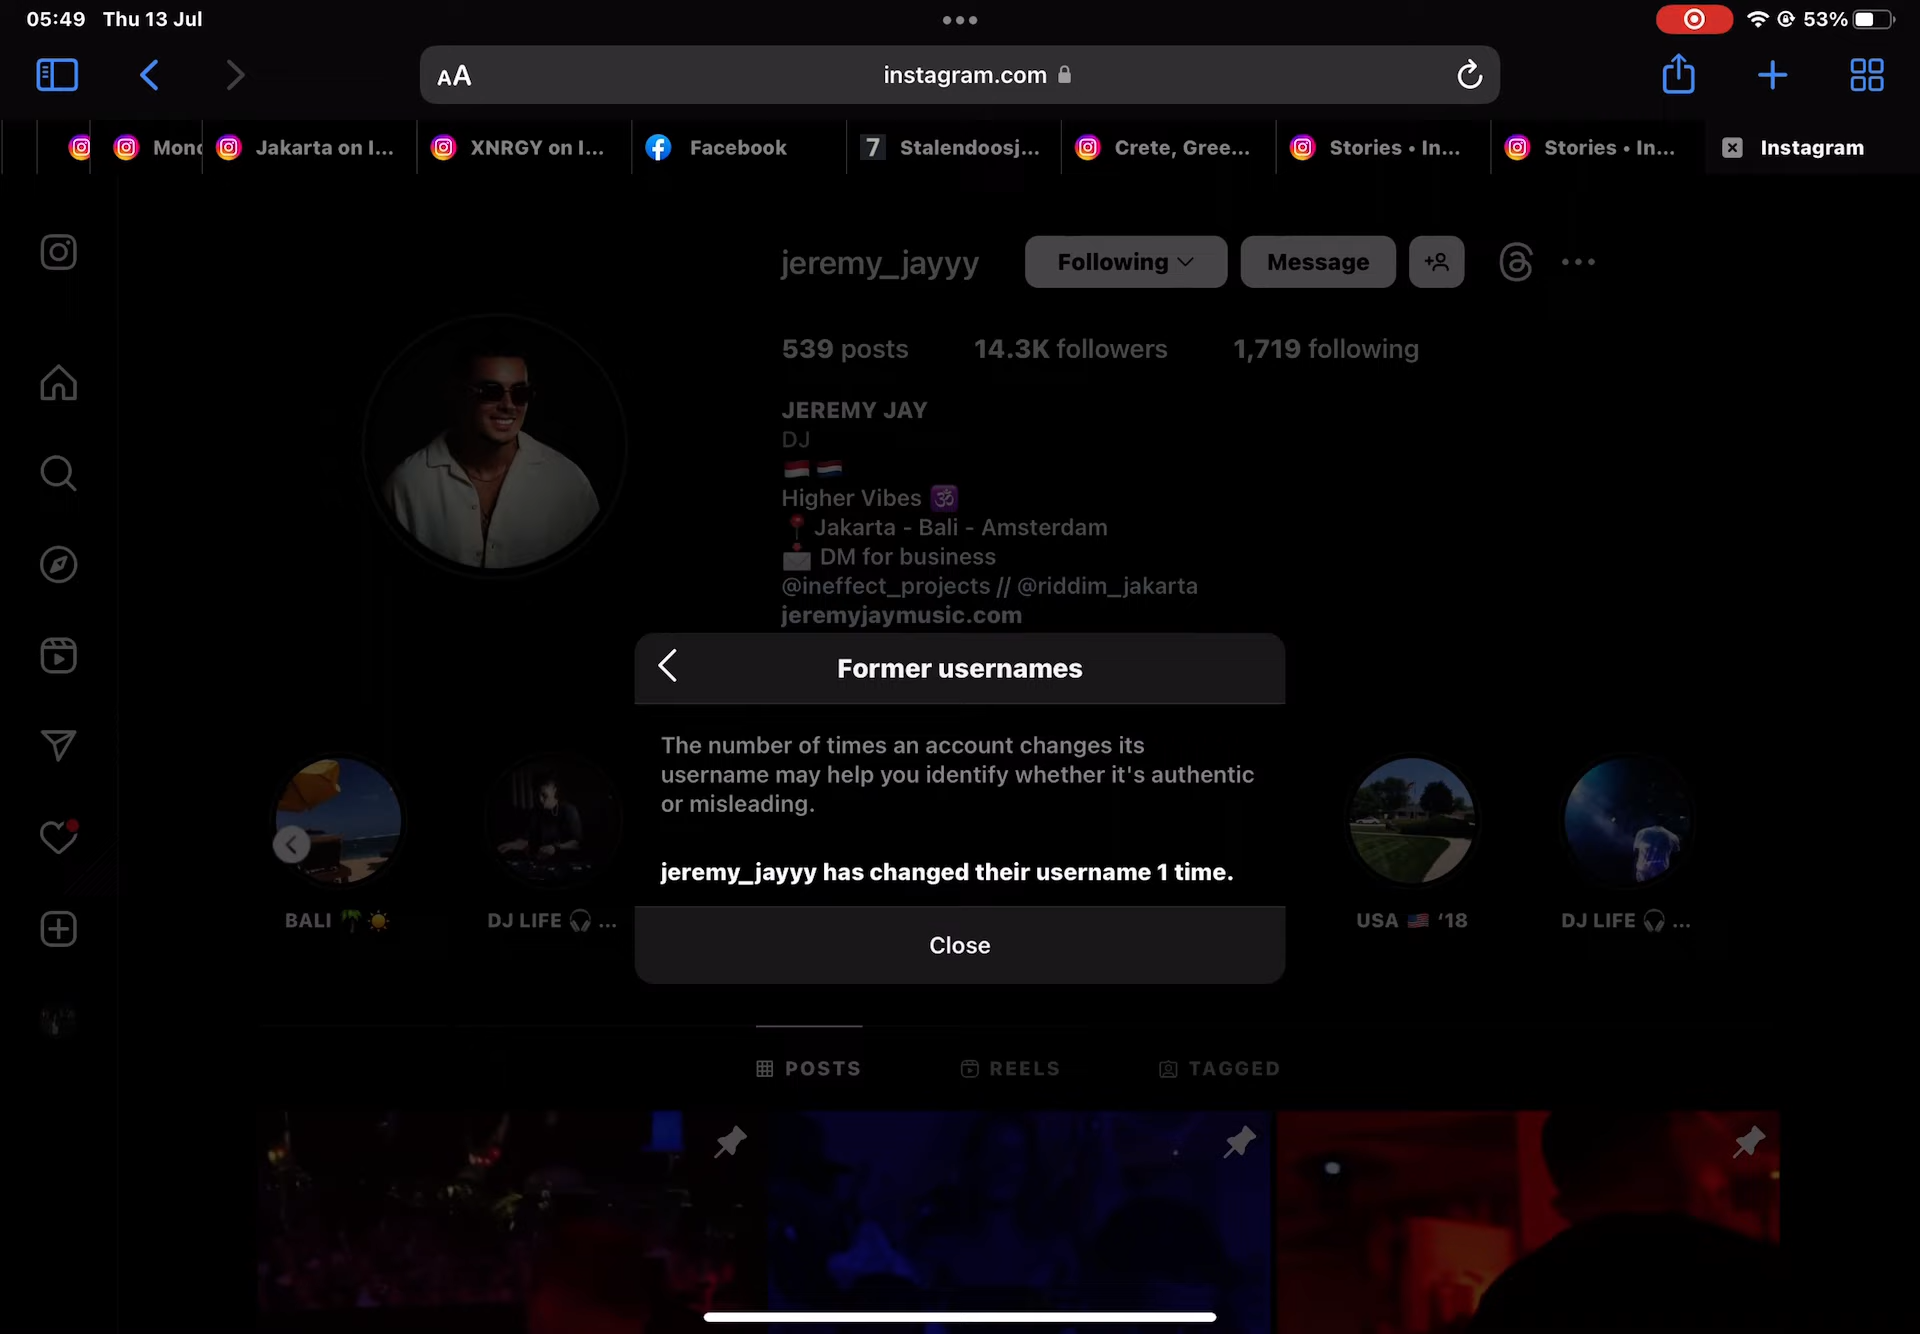 05:49 Thu 13 Jul
53%
AA
instagram.com
Mono
Jakarta on I...
XNRGY on I...
Facebook
7 Stalendoosj...
Crete, Gree...
Stories • In...
Stories • In...
Instagram
jeremy_jayyy
Following
Message
539 posts
14.3K followers
1,719 following
JEREMY JAY
DJ
🇮🇩🇳🇱
Higher Vibes 🕉️
📍 Jakarta - Bali - Amsterdam
📩 DM for business
@ineffect_projects // @riddim_jakarta
jeremyjaymusic.com
Former usernames
The number of times an account changes its
username may help you identify whether it's authentic
or misleading.
jeremy_jayyy has changed their username 1 time.
Close
BALI 🌴☀️
DJ LIFE 🎧 ...
USA 🇺🇸 ‘18
DJ LIFE 🎧 ...
POSTS
REELS
TAGGED